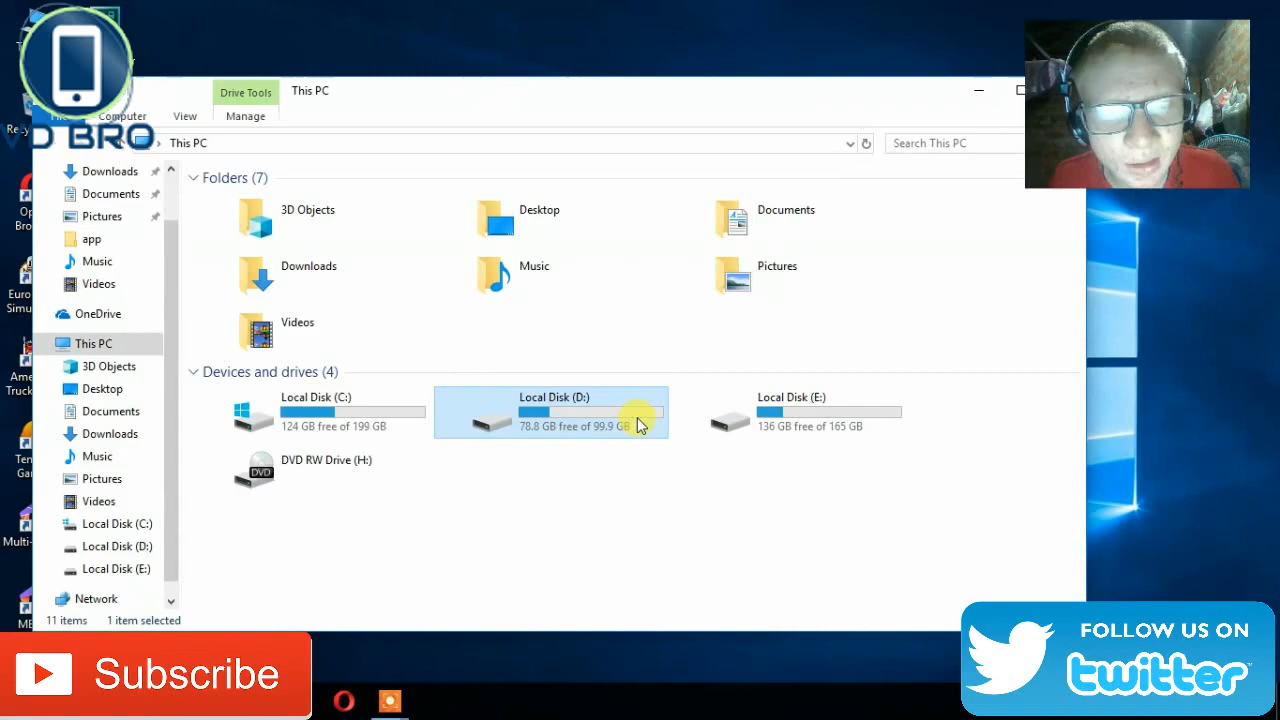 VD BRO
Drive Tools
This PC
Computer
View
Manage
This PC
Search This PC
Downloads
Documents
Pictures
app
Music
Videos
OneDrive
This PC
3D Objects
Desktop
Documents
Downloads
Music
Pictures
Videos
Local Disk (C:)
Local Disk (D:)
Local Disk (E:)
Network
Folders (7)
3D Objects
Desktop
Documents
Downloads
Music
Pictures
Videos
Devices and drives (4)
Local Disk (C:)
124 GB free of 199 GB
Local Disk (D:)
78.8 GB free of 99.9 GB
Local Disk (E:)
136 GB free of 165 GB
DVD
DVD RW Drive (H:)
11 items
1 item selected
Subscribe
FOLLOW US ON
twitter